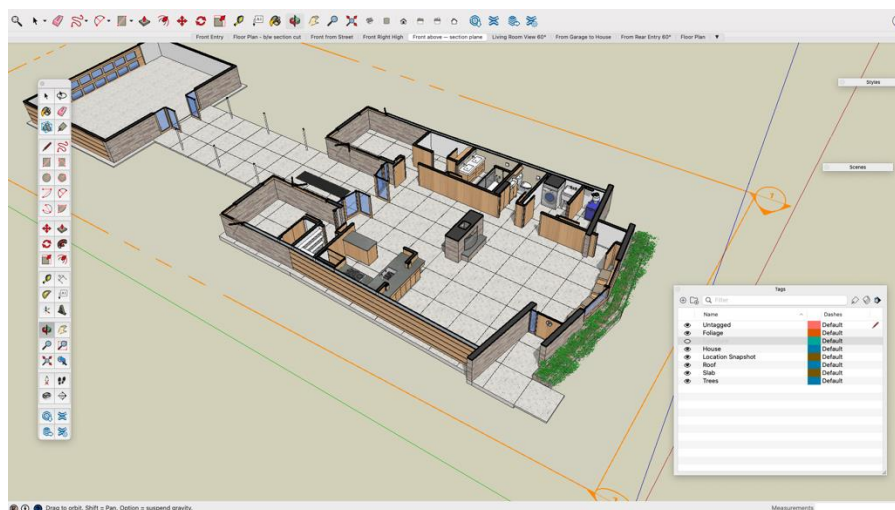 Front Entry Floor Plan - b/w section cut Front from Street Front Right High Front above — section plane Living Room View 60° From Garage to House From Rear Entry 60° Floor Plan
Styles
Scenes
Tags
Filter
Name Dashes
Untagged Default
Foliage Default
Default
House Default
Location Snapshot Default
Roof Default
Slab Default
Trees Default
Drag to orbit. Shift = Pan. Option = suspend gravity. Measurements